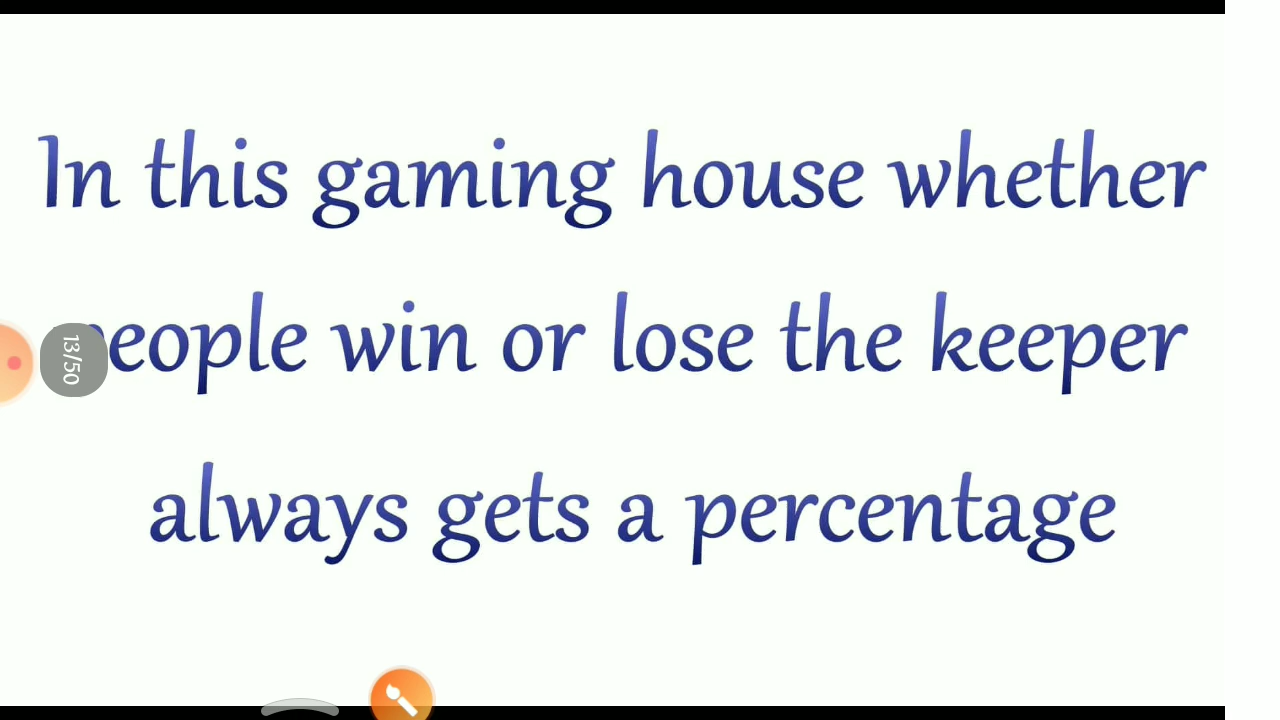 In this gaming house whether
people win or lose the keeper
always gets a percentage
13/50